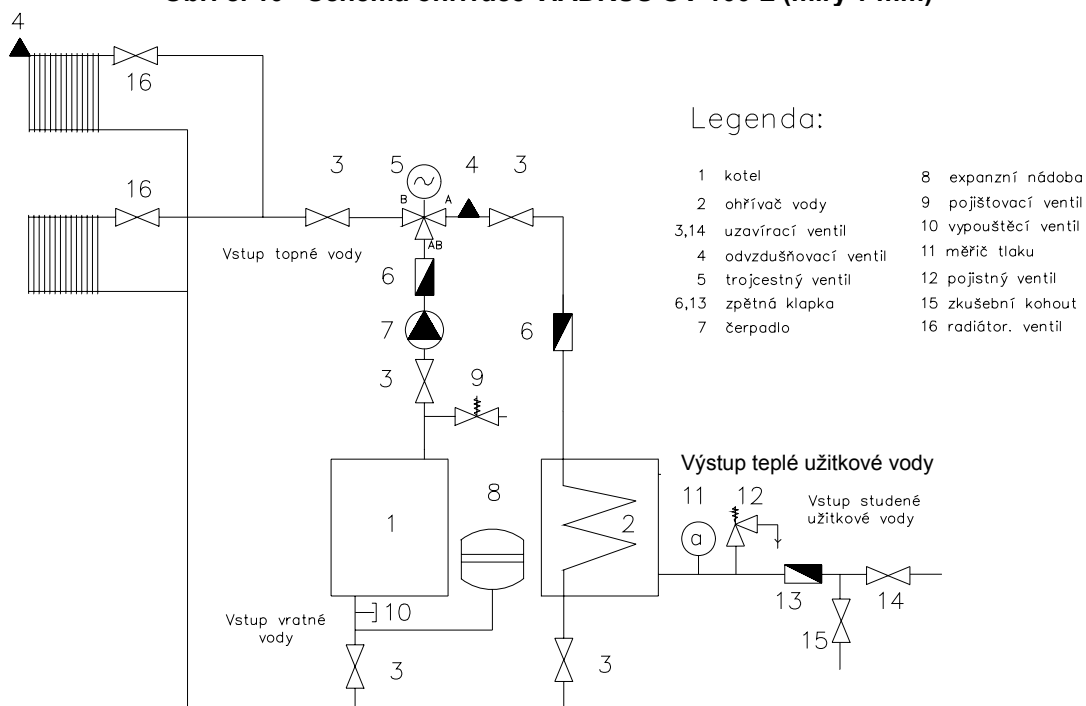 4
16
3
5
4
3
16
B
A
AB
Vstup topné vody
6
7
6
3
9
Legenda:
1 kotel
2 ohřívač vody
3,14 uzavírací ventil
4 odvzdušňovací ventil
5 trojcestný ventil
6,13 zpětná klapka
7 čerpadlo
8 expanzní nádoba
9 pojišťovací ventil
10 vypouštěcí ventil
11 měřič tlaku
12 pojistný ventil
15 zkušební kohout
16 radiátor. ventil
Výstup teplé užitkové vody
8
11
12
Vstup studené
užitkové vody
1
2
a
13
14
10
Vstup vratné
vody
15
3
3